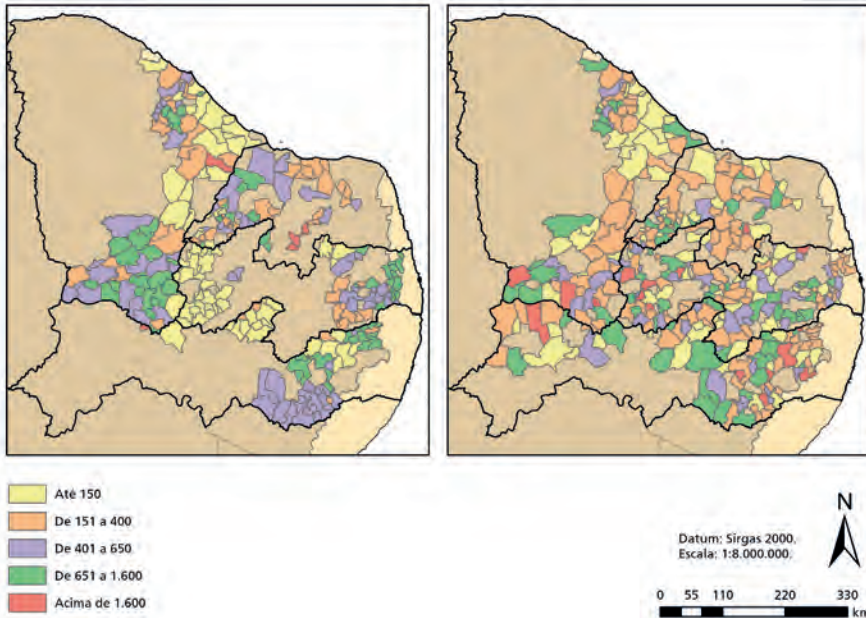 Até 150
De 151 a 400
De 401 a 650
De 651 a 1.600
Acima de 1.600
Datum: Sirgas 2000.
Escala: 1:8.000.000.
N
0 55 110 220 330
km